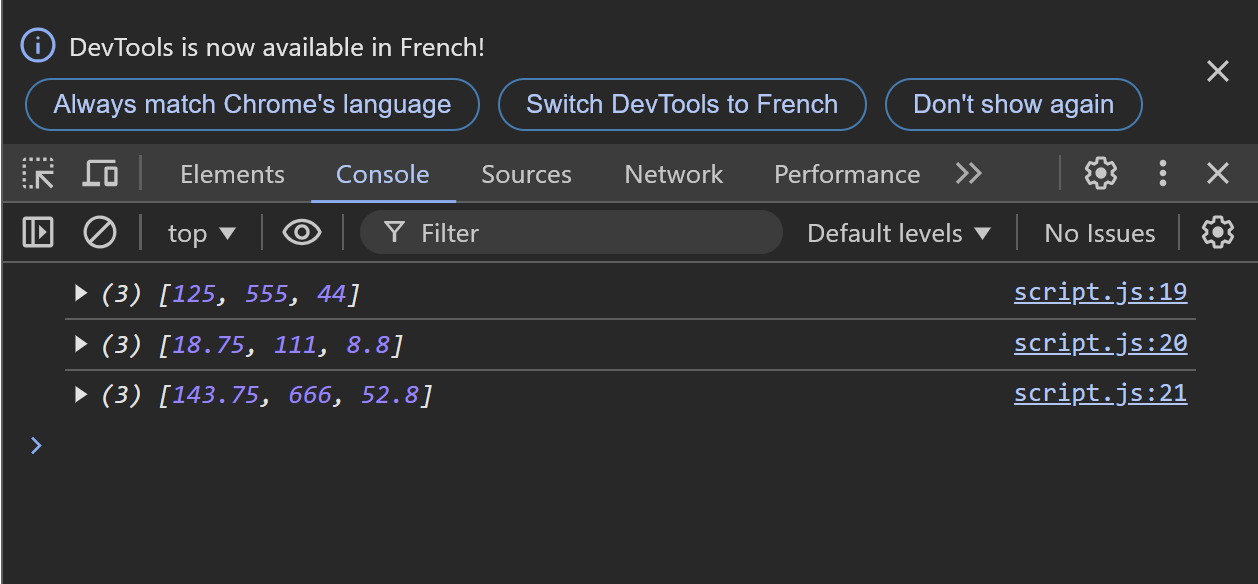 DevTools is now available in French!
Always match Chrome's language Switch DevTools to French Don't show again
Elements Console Sources Network Performance
top Filter Default levels No Issues
(3) [125, 555, 44] script.js:19
(3) [18.75, 111, 8.8] script.js:20
(3) [143.75, 666, 52.8] script.js:21